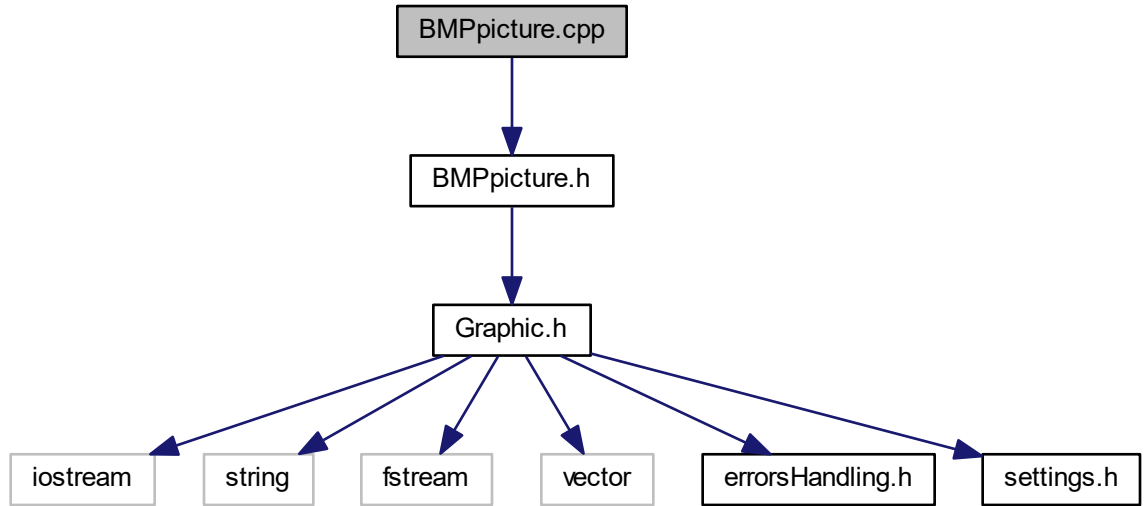 BMPpicture.cpp
BMPpicture.h
Graphic.h
iostream
string
fstream
vector
errorsHandling.h
settings.h